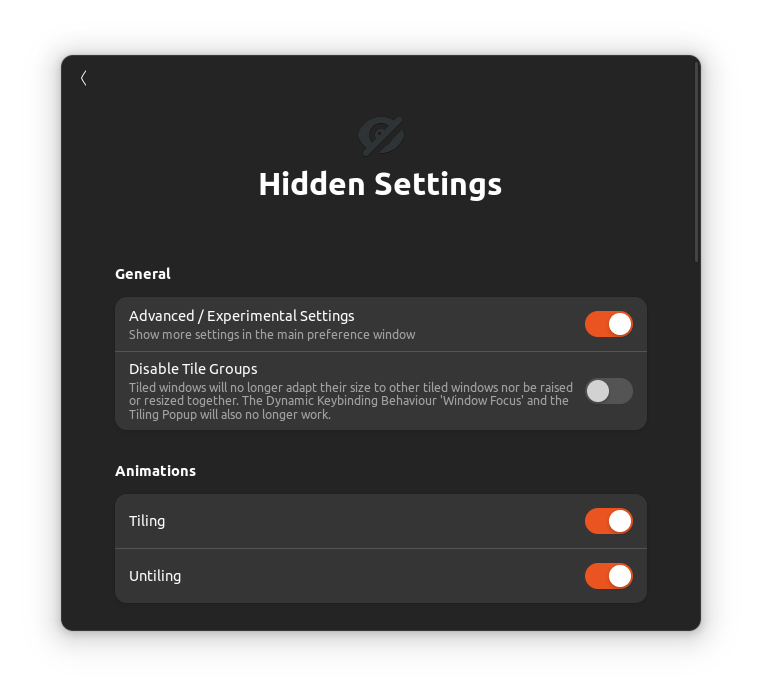 Hidden Settings
General
Advanced / Experimental Settings
Show more settings in the main preference window
Disable Tile Groups
Tiled windows will no longer adapt their size to other tiled windows nor be raised
or resized together. The Dynamic Keybinding Behaviour 'Window Focus' and the
Tiling Popup will also no longer work.
Animations
Tiling
Untiling